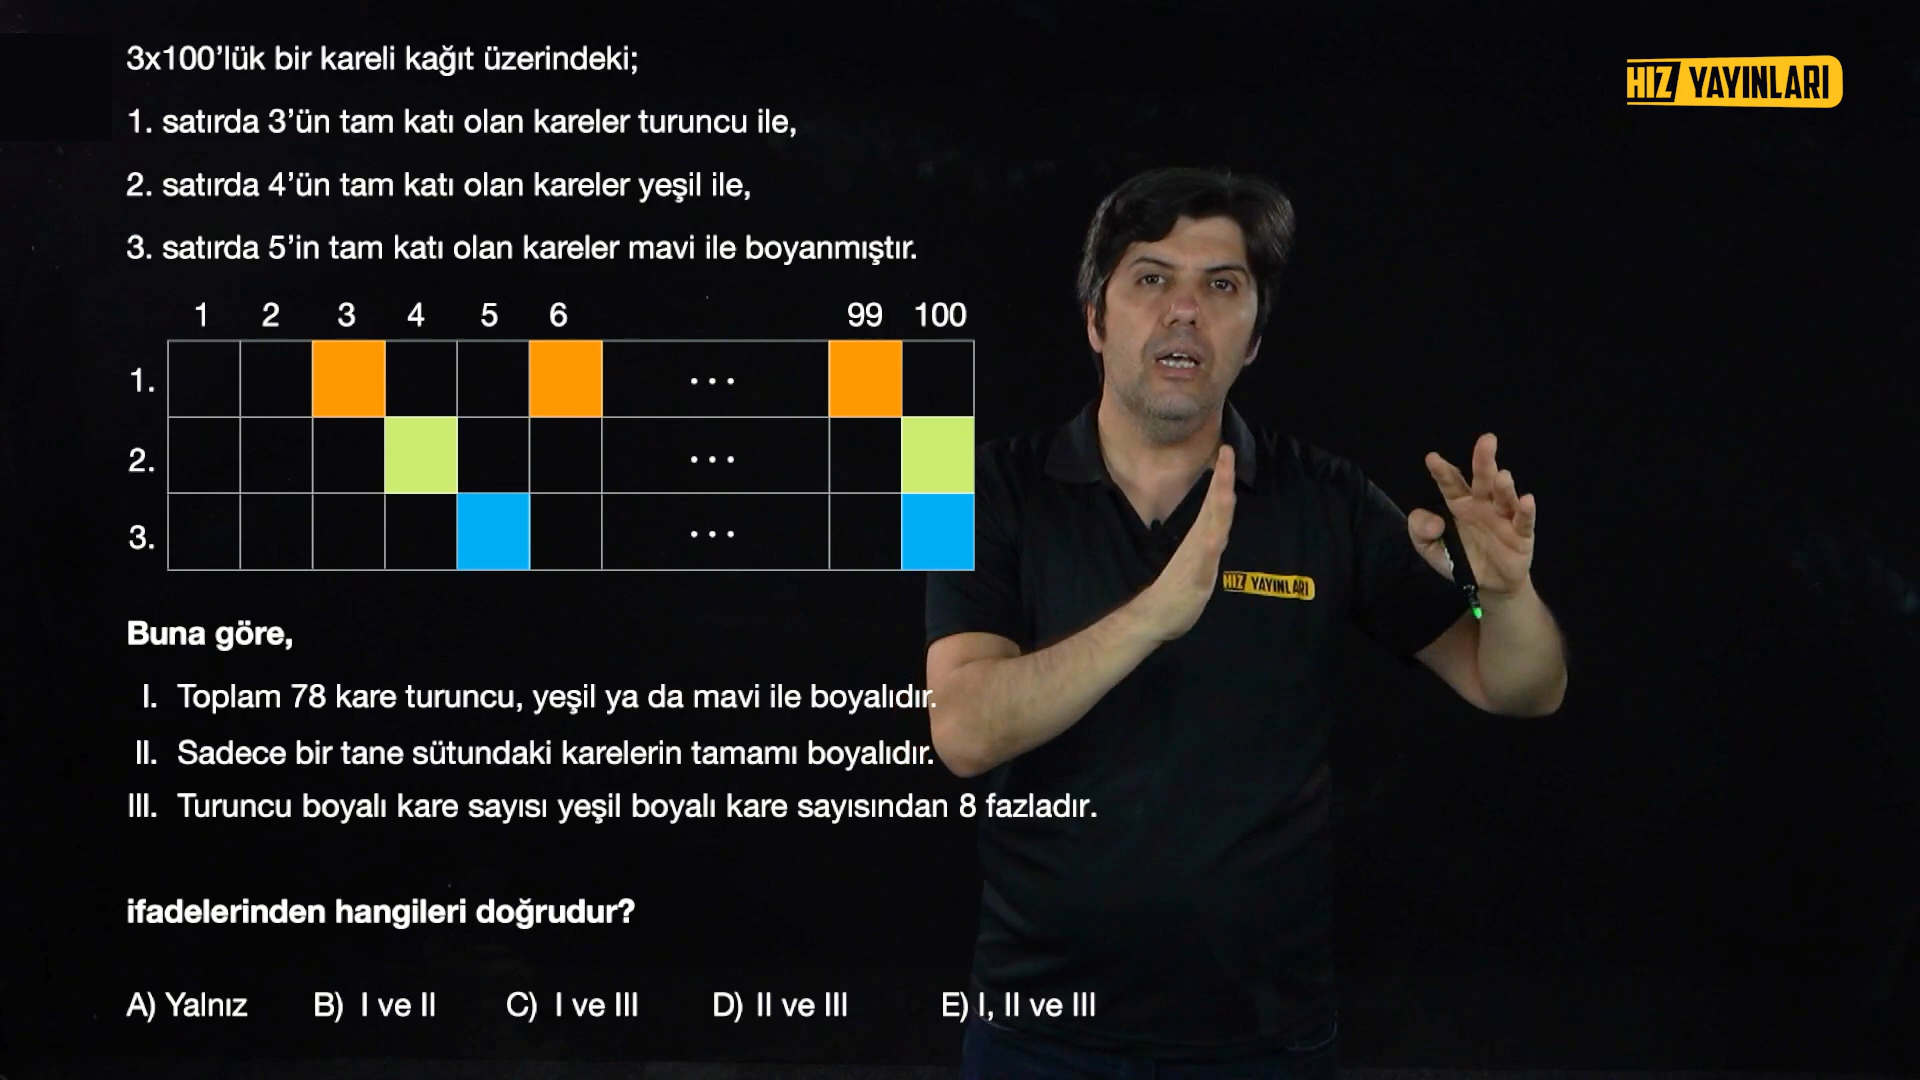 3x100’lük bir kareli kağıt üzerindeki;
HIZ YAYINLARI
1. satırda 3’ün tam katı olan kareler turuncu ile,
2. satırda 4’ün tam katı olan kareler yeşil ile,
3. satırda 5’in tam katı olan kareler mavi ile boyanmıştır.
1 2 3 4 5 6 99 100
1. ...
2. ...
3. ...
HIZ YAYINLARI
Buna göre,
I. Toplam 78 kare turuncu, yeşil ya da mavi ile boyalıdır.
II. Sadece bir tane sütundaki karelerin tamamı boyalıdır.
III. Turuncu boyalı kare sayısı yeşil boyalı kare sayısından 8 fazladır.
ifadelerinden hangileri doğrudur?
A) Yalnız B) I ve II C) I ve III D) II ve III E) I, II ve III